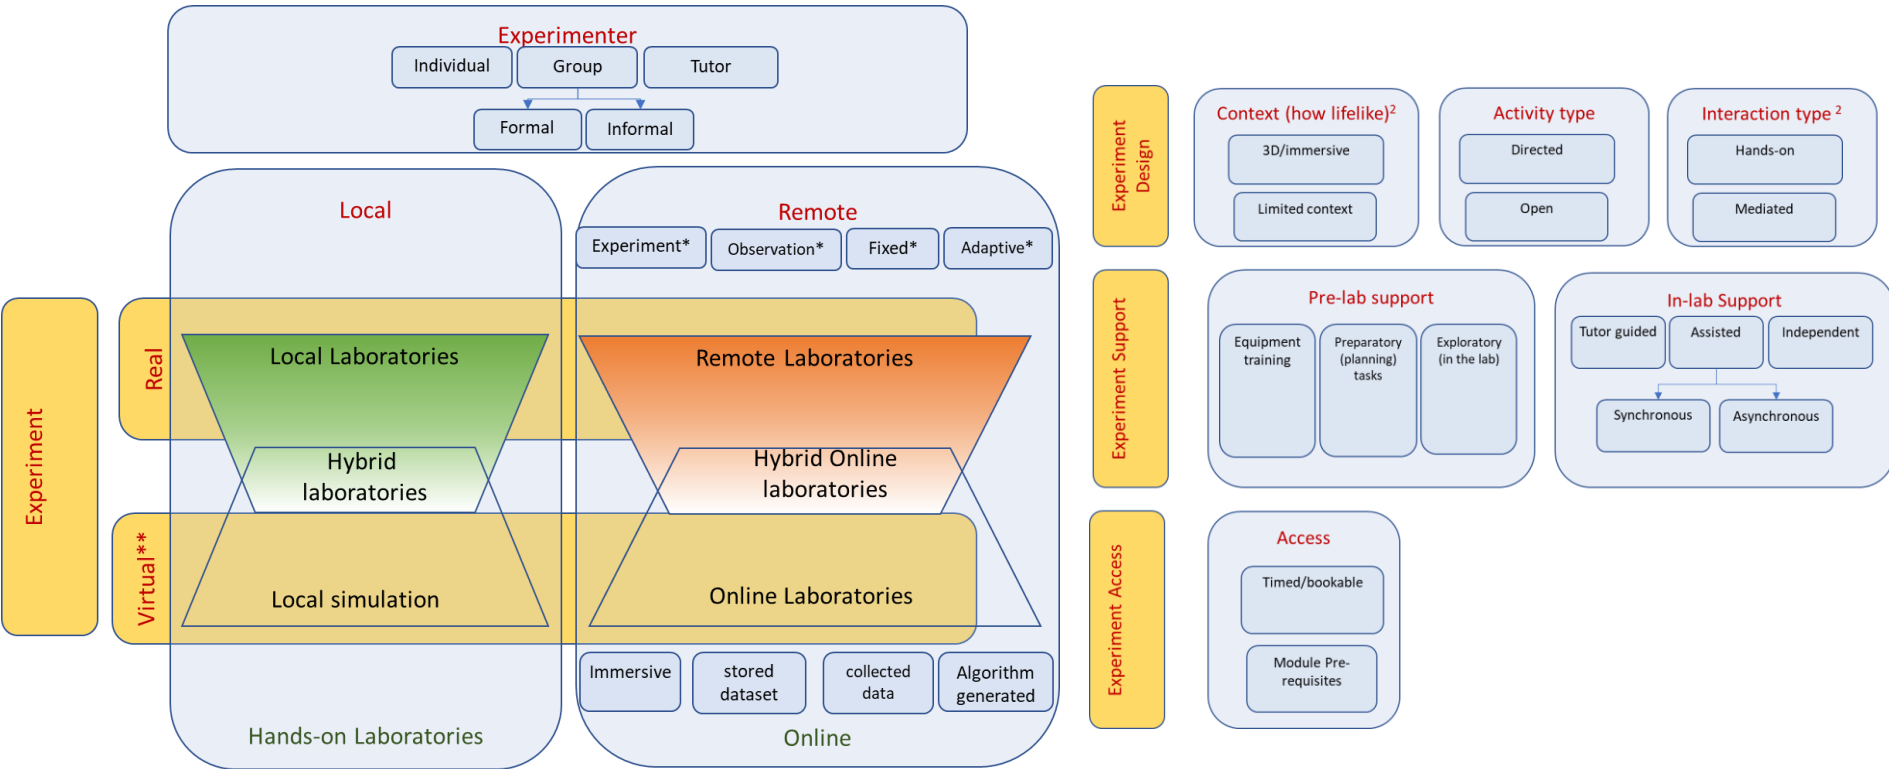 Experimenter
Individual
Group
Tutor
Formal
Informal
Local
Remote
Experiment*
Observation*
Fixed*
Adaptive*
Experiment
Real
Local Laboratories
Remote Laboratories
Hybrid
laboratories
Hybrid Online
laboratories
Virtual**
Local simulation
Online Laboratories
Immersive
stored
dataset
collected
data
Algorithm
generated
Hands-on Laboratories
Online
Experiment
Design
Context (how lifelike)²
3D/immersive
Limited context
Activity type
Directed
Open
Interaction type ²
Hands-on
Mediated
Experiment Support
Pre-lab support
Equipment
training
Preparatory
(planning)
tasks
Exploratory
(in the lab)
In-lab Support
Tutor guided
Assisted
Independent
Synchronous
Asynchronous
Experiment Access
Access
Timed/bookable
Module Pre-
requisites